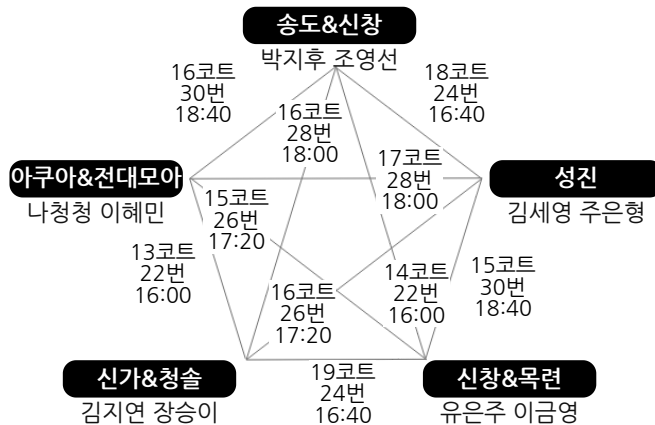 송도&신창
박지후 조영선
16코트
30번
18:40
18코트
24번
16:40
16코트
28번
18:00
17코트
28번
18:00
아쿠아&전대모아
나청청 이혜민
성진
김세영 주은형
15코트
26번
17:20
13코트
22번
16:00
16코트
26번
17:20
14코트
22번
16:00
15코트
30번
18:40
신가&청솔
김지연 장승이
19코트
24번
16:40
신창&목련
유은주 이금영